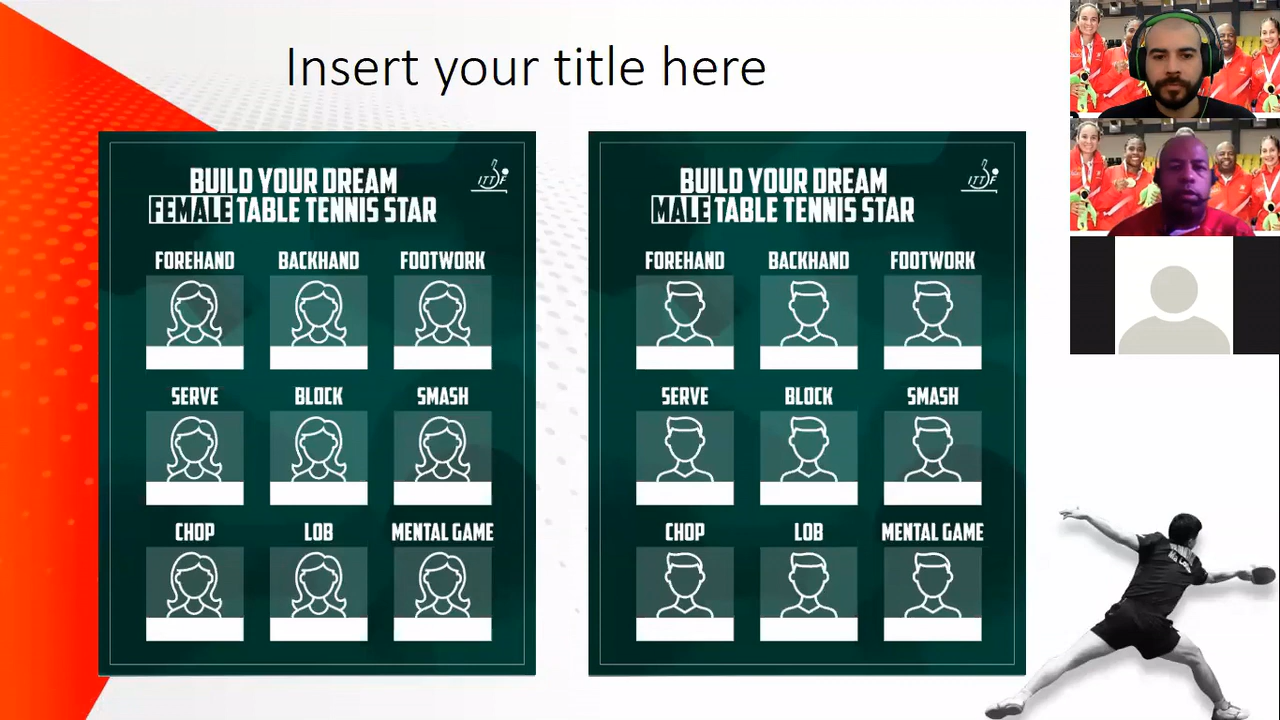 Insert your title here
BUILD YOUR DREAM
FEMALE TABLE TENNIS STAR
ITTF
FOREHAND BACKHAND FOOTWORK
SERVE BLOCK SMASH
CHOP LOB MENTAL GAME
BUILD YOUR DREAM
MALE TABLE TENNIS STAR
ITTF
FOREHAND BACKHAND FOOTWORK
SERVE BLOCK SMASH
CHOP LOB MENTAL GAME